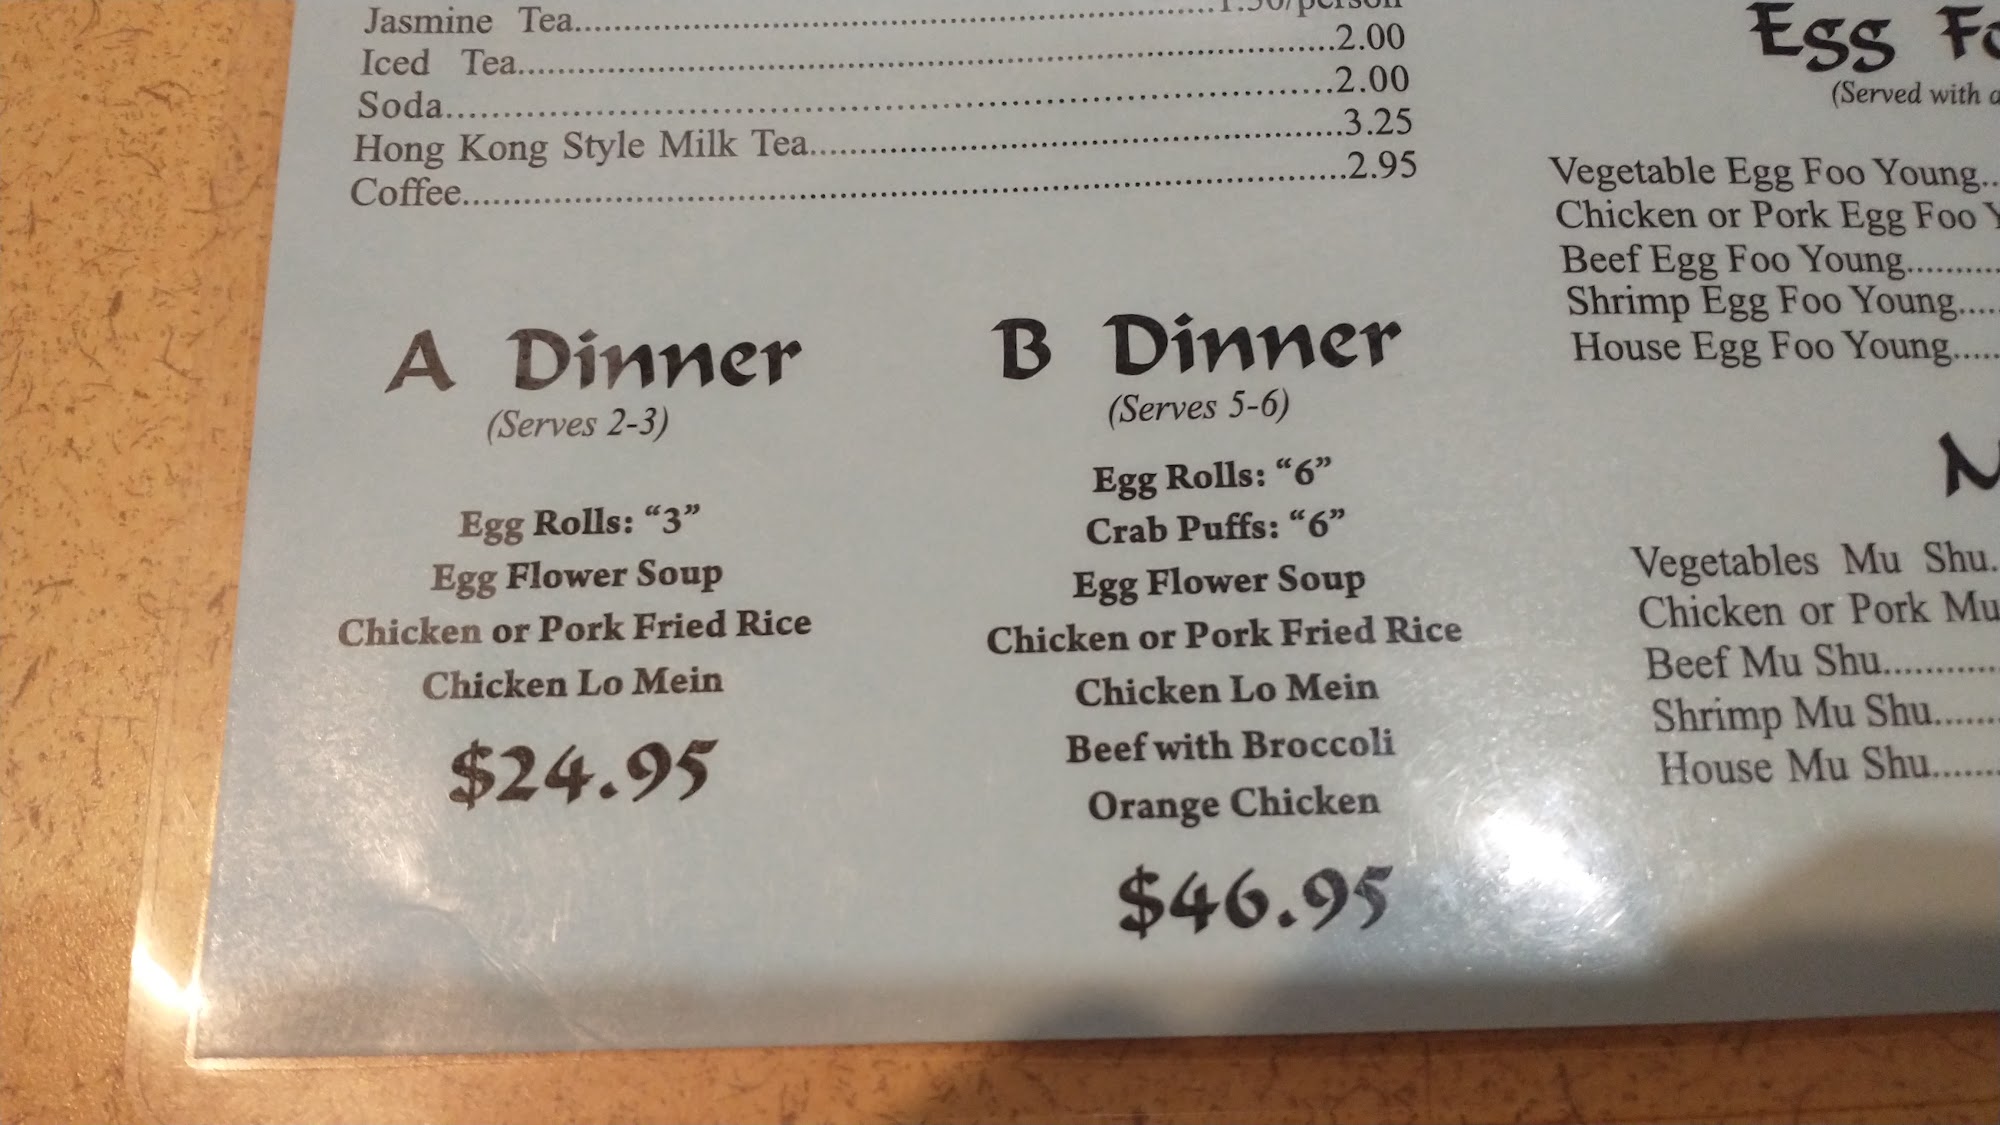 Jasmine Tea..........1.50/person
Iced Tea..........2.00
Soda..........2.00
Hong Kong Style Milk Tea..........3.25
Coffee..........2.95
A Dinner
(Serves 2-3)
Egg Rolls: “3”
Egg Flower Soup
Chicken or Pork Fried Rice
Chicken Lo Mein
$24.95
B Dinner
(Serves 5-6)
Egg Rolls: “6”
Crab Puffs: “6”
Egg Flower Soup
Chicken or Pork Fried Rice
Chicken Lo Mein
Beef with Broccoli
Orange Chicken
$46.95
Egg
(Served with
Vegetable Egg Foo Young..
Chicken or Pork Egg Foo
Beef Egg Foo Young..........
Shrimp Egg Foo Young....
House Egg Foo Young.....
Vegetables Mu Shu.
Chicken or Pork Mu
Beef Mu Shu..........
Shrimp Mu Shu.......
House Mu Shu.......